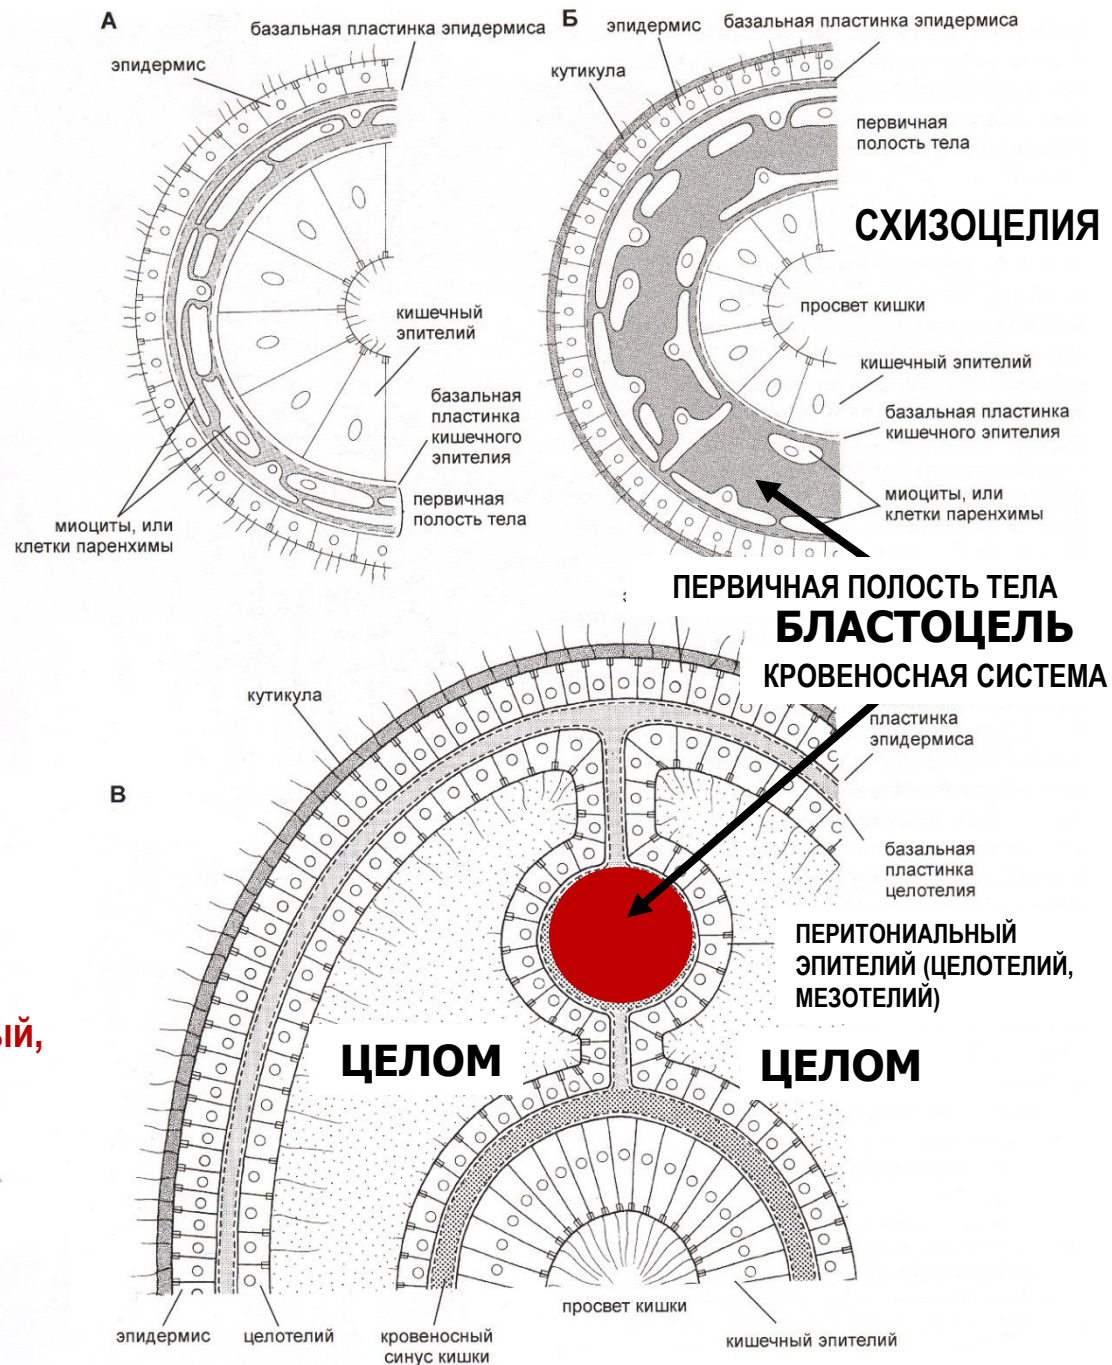 А
базальная пластинка эпидермиса
эпидермис
кишечный
эпителий
базальная
пластинка
кишечного
эпителия
первичная
полость тела
миоциты, или
клетки паренхимы
Б
эпидермис
базальная пластинка эпидермиса
кутикула
первичная
полость тела
СХИЗОЦЕЛИЯ
просвет кишки
кишечный эпителий
базальная пластинка
кишечного эпителия
миоциты, или
клетки паренхимы
ПЕРВИЧНАЯ ПОЛОСТЬ ТЕЛА
БЛАСТОЦЕЛЬ
КРОВЕНОСНАЯ СИСТЕМА
В
кутикула
пластинка
эпидермиса
базальная
пластинка
целотелия
ПЕРИТОНИАЛЬНЫЙ
ЭПИТЕЛИЙ (ЦЕЛОТЕЛИЙ,
МЕЗОТЕЛИЙ)
ЫЙ,
ЦЕЛОМ
ЦЕЛОМ
просвет кишки
эпидермис
целотелий
кровеносный
синус кишки
кишечный эпителий